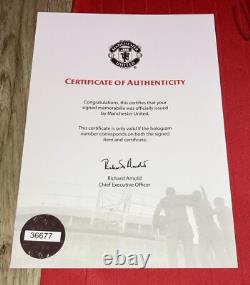 MANCHESTER
UNITED
CERTIFICATE OF AUTHENTICITY
Congratulations, this certifies that your
signed memorabilia was officially issued
by Manchester United.
This certificate is only valid if the hologram
number corresponds on both the signed
item and certificate.
Richard Arnold
Chief Executive Officer
36677